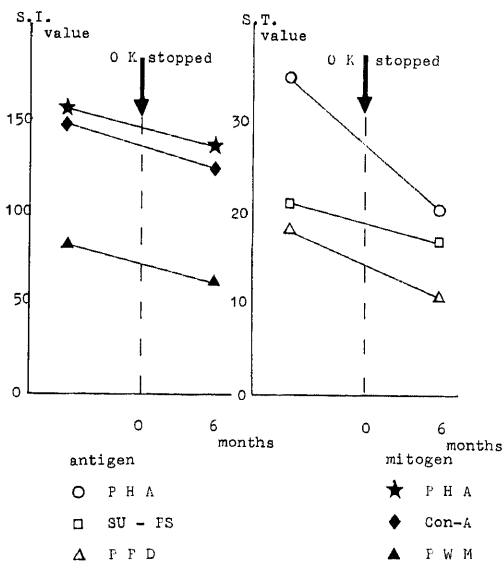 S.I.
value
O K stopped
150
100
50
0
0 6
months
S.T.
value
O K stopped
30
20
10
0
0 6
months
antigen
P H A
SU - PS
P P D
mitogen
P H A
Con-A
P W M